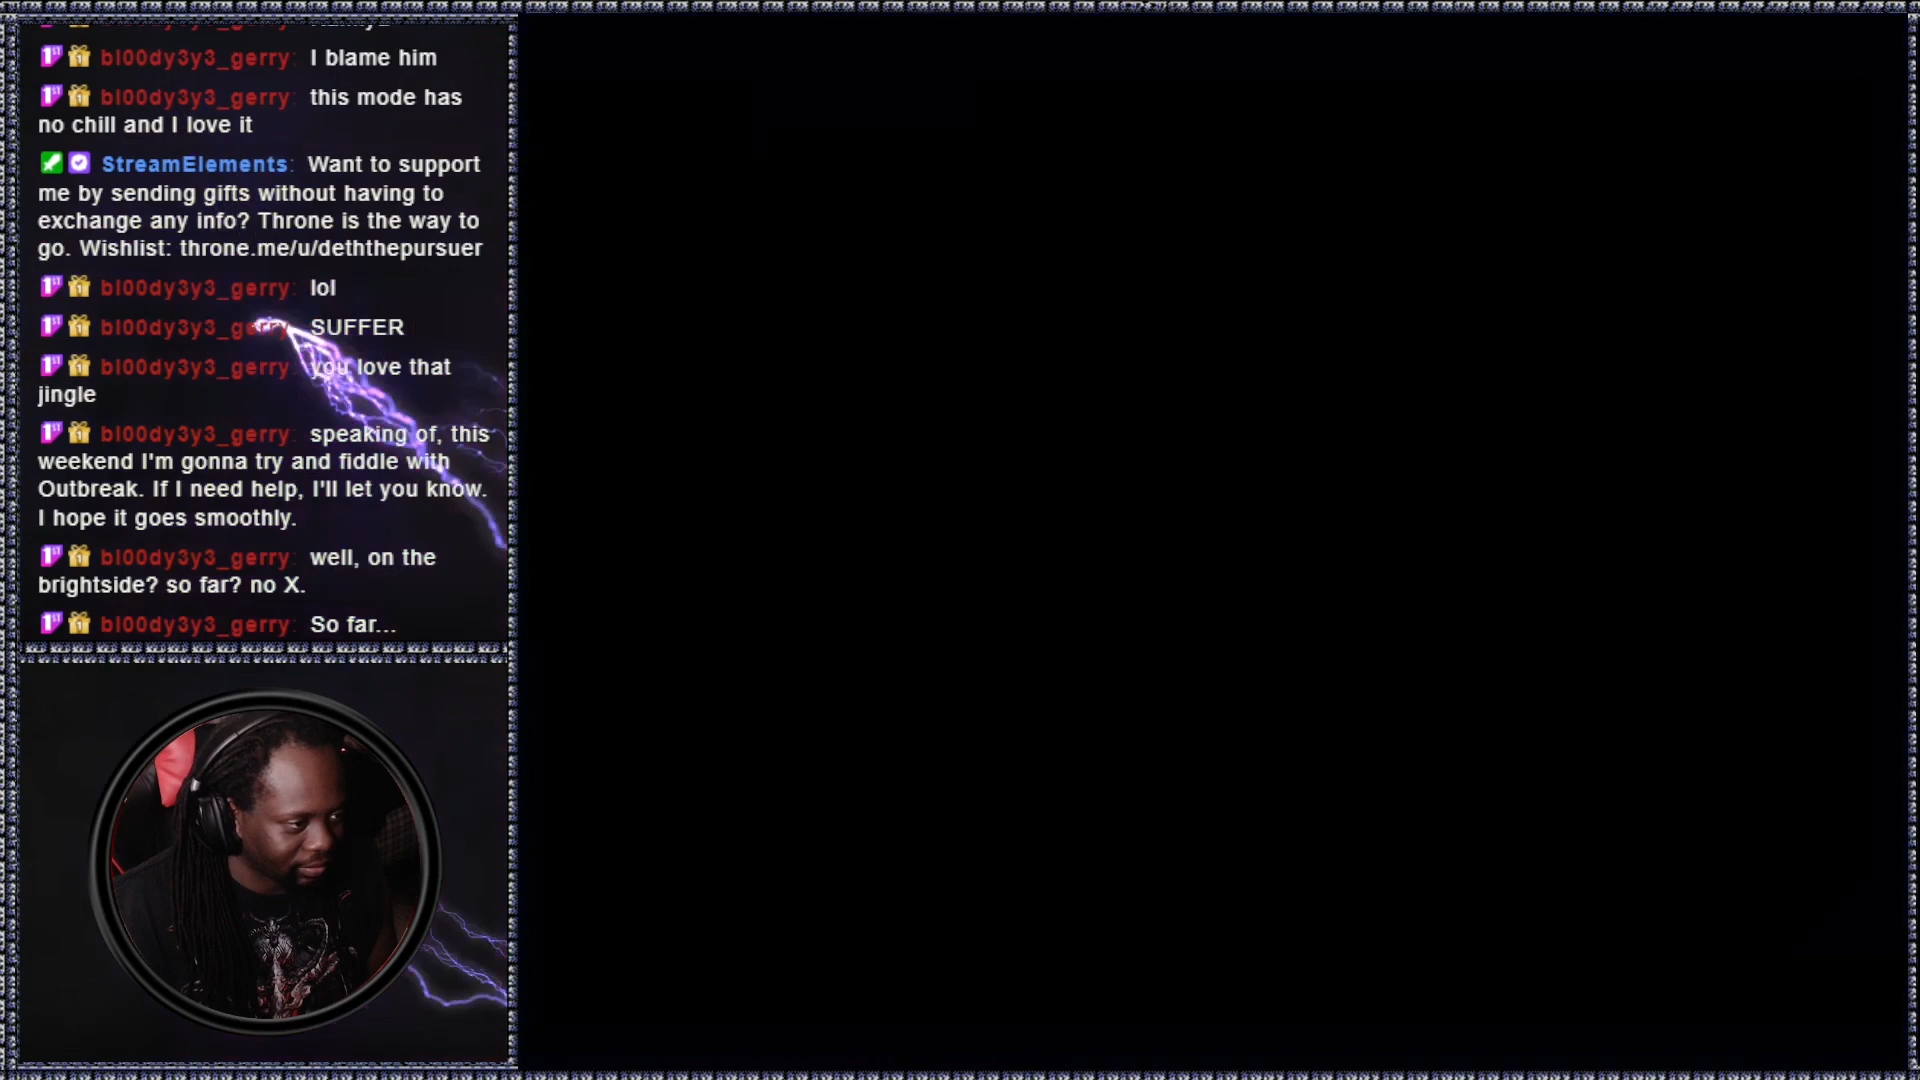 bl00dy3y3_gerry: I blame him
bl00dy3y3_gerry: this mode has
no chill and I love it
StreamElements: Want to support
me by sending gifts without having to
exchange any info? Throne is the way to
go. Wishlist: throne.me/u/deththepursuer
bl00dy3y3_gerry: lol
bl00dy3y3_gerry: SUFFER
bl00dy3y3_gerry: you love that
jingle
bl00dy3y3_gerry: speaking of, this
weekend I'm gonna try and fiddle with
Outbreak. If I need help, I'll let you know.
I hope it goes smoothly.
bl00dy3y3_gerry: well, on the
brightside? so far? no X.
bl00dy3y3_gerry: So far...